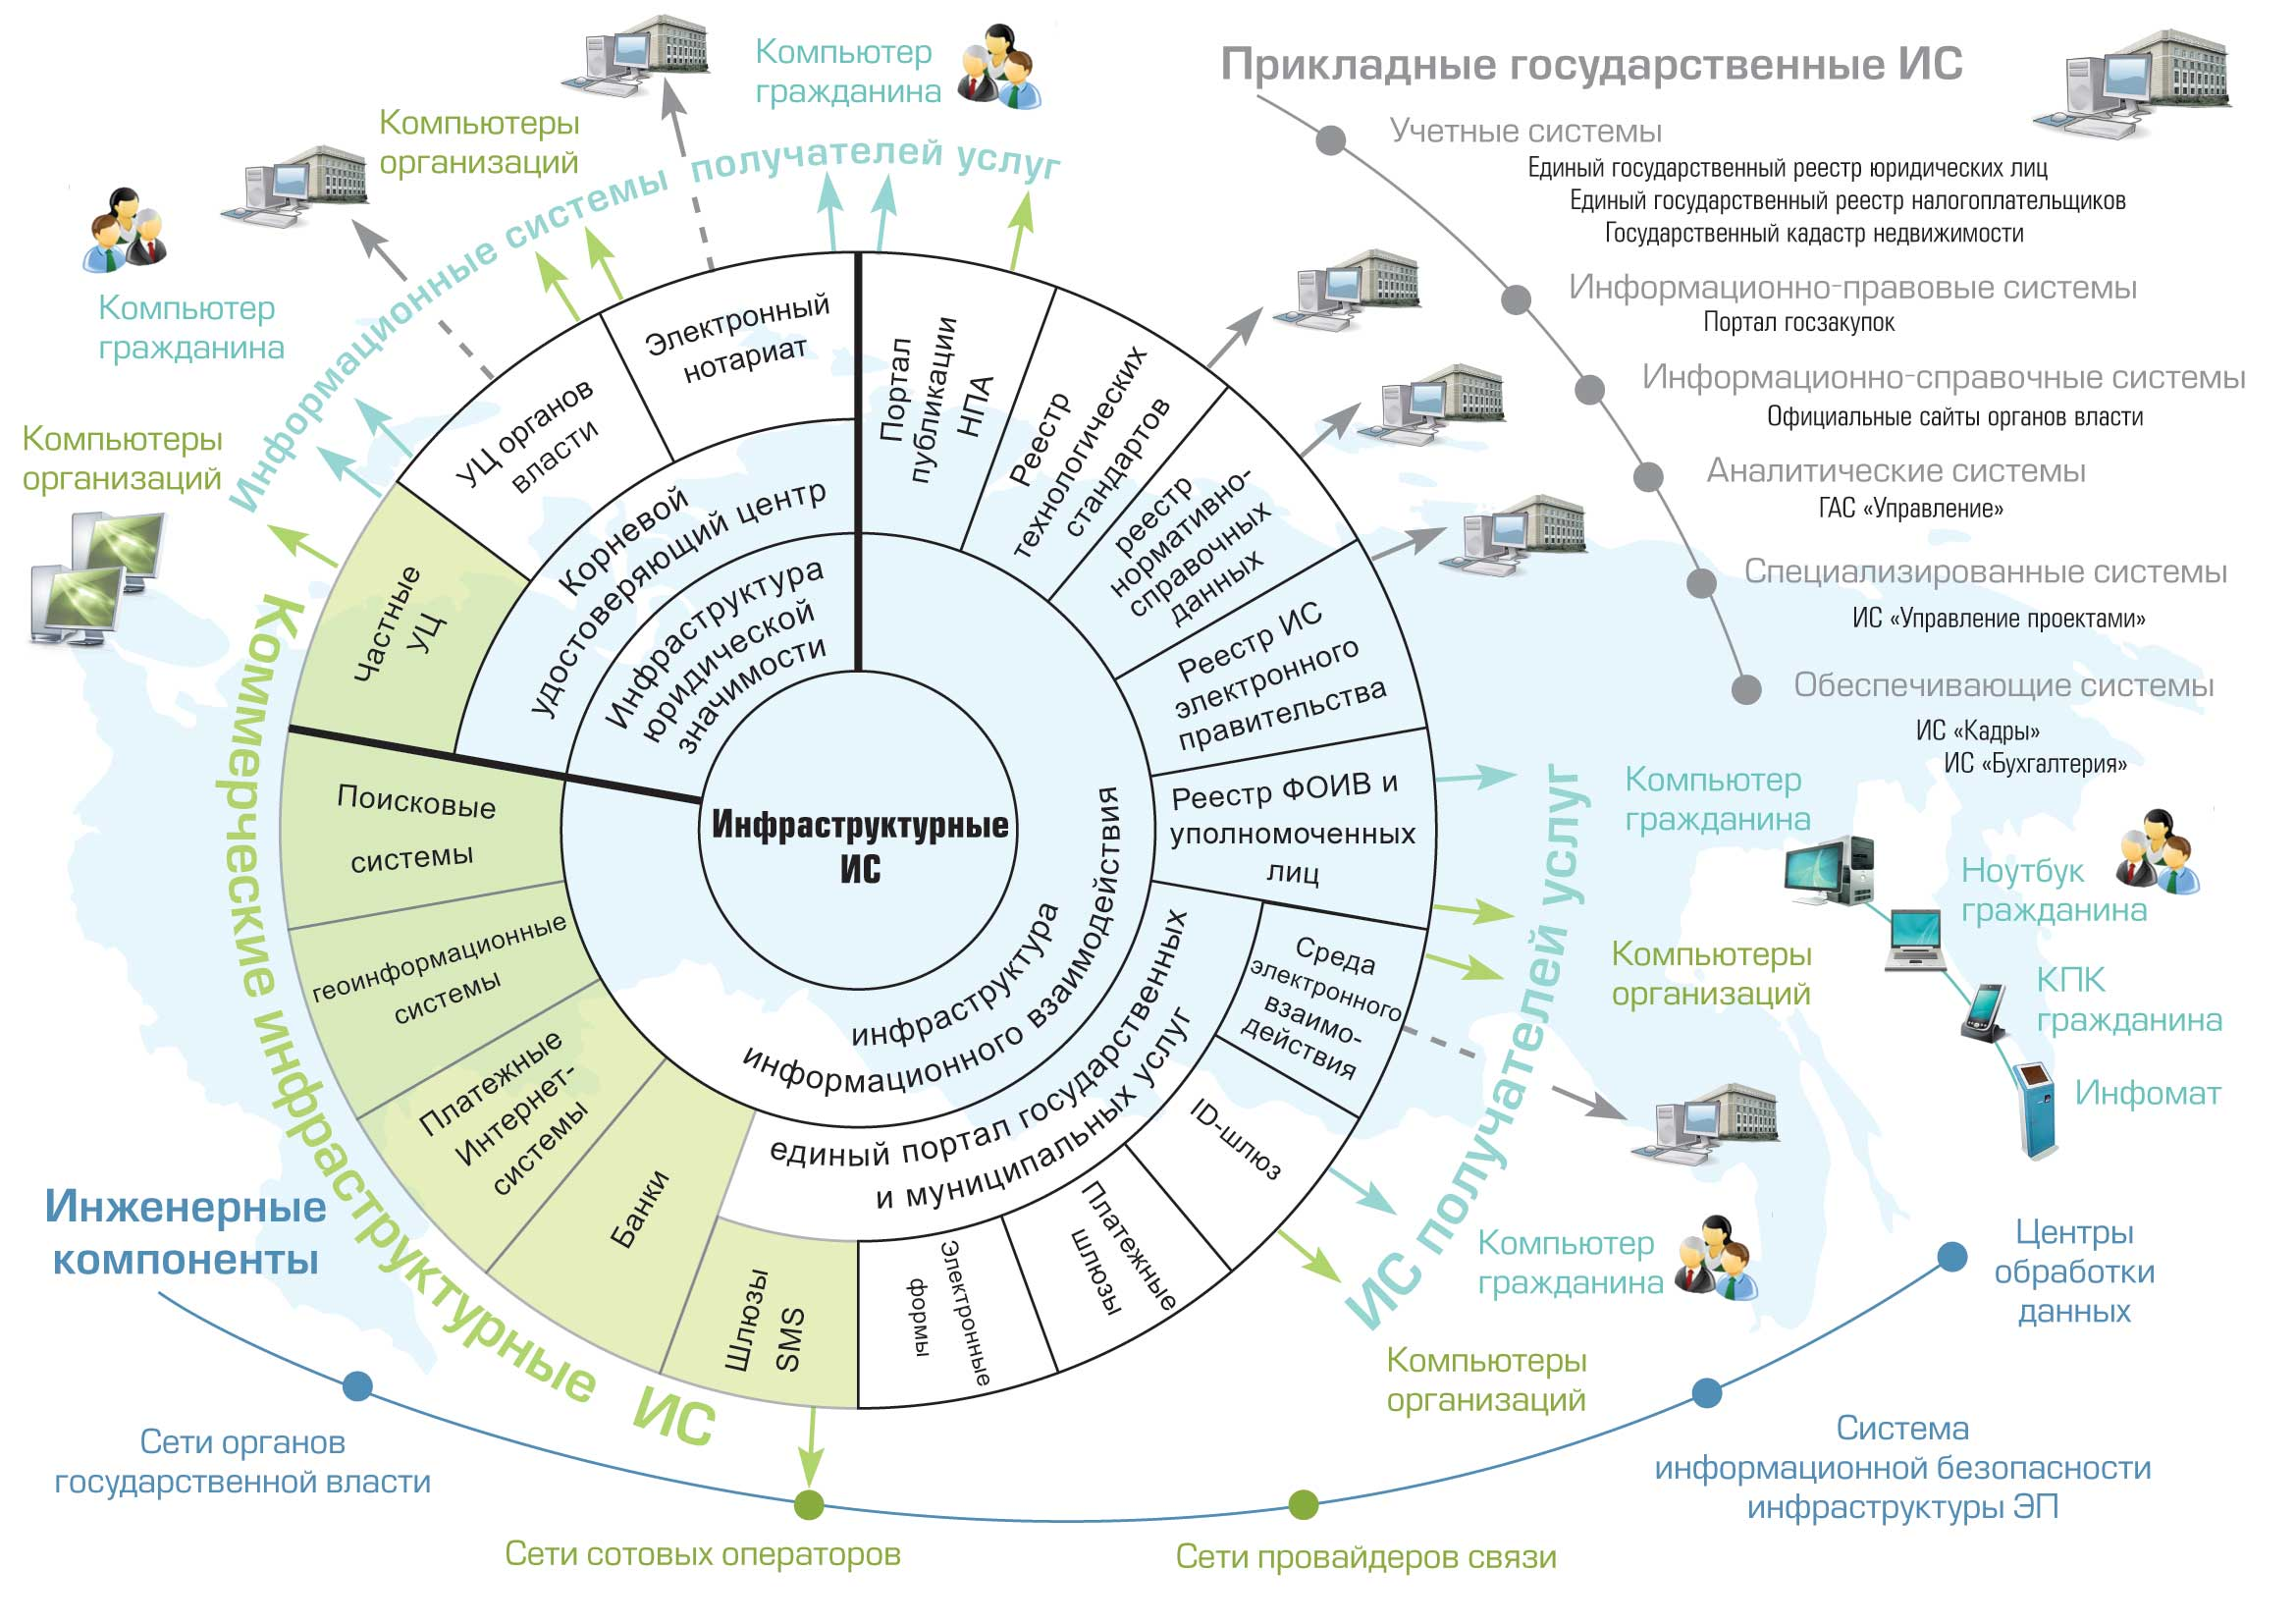 Компьютер
гражданина
Прикладные государственные ИС
Компьютеры
организаций
Учетные системы
Единый государственный реестр юридических лиц
Единый государственный реестр налогоплательщиков
Государственный кадастр недвижимости
Информационные системы получателей услуг
Информационно-правовые системы
Портал госзакупок
Компьютер
гражданина
Информационно-справочные системы
Официальные сайты органов власти
Компьютеры
организаций
Аналитические системы
ГАС «Управление»
Специализированные системы
ИС «Управление проектами»
Обеспечивающие системы
ИС «Кадры»
ИС «Бухгалтерия»
Электронный
нотариат
УЦ органов
власти
Частные
УЦ
Корневой
удостоверяющий центр
Инфраструктура
юридической
значимости
Портал
публикации
НПА
Реестр
технологических
стандартов
реестр
нормативно-
справочных
данных
Реестр ИС
электронного
правительства
Реестр ФОИВ и
уполномоченных
лиц
Инфраструктурные
ИС
инфраструктура
информационного взаимодействия
Среда
электронного
взаимо-
действия
единый портал государственных
и муниципальных услуг
ID-шлюз
Платежные
шлюзы
Электронные
формы
Поисковые
системы
геоинформационные
системы
Платежные
Интернет-
системы
Банки
Шлюзы
SMS
Коммерческие инфраструктурные ИС
ИС получателей услуг
Компьютер
гражданина
Ноутбук
гражданина
Компьютеры
организаций
КПК
гражданина
Инфомат
Компьютер
гражданина
Компьютеры
организаций
Инженерные
компоненты
Сети органов
государственной власти
Сети сотовых операторов
Сети провайдеров связи
Система
информационной безопасности
инфраструктуры ЭП
Центры
обработки
данных